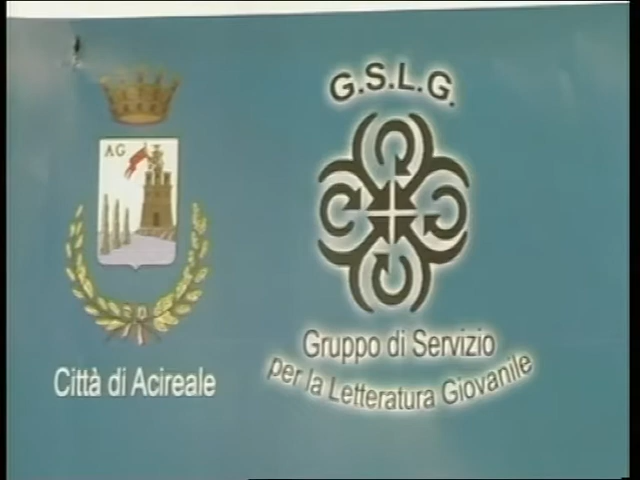 AG
Città di Acireale
G.S.L.G.
Gruppo di Servizio
per la Letteratura Giovanile